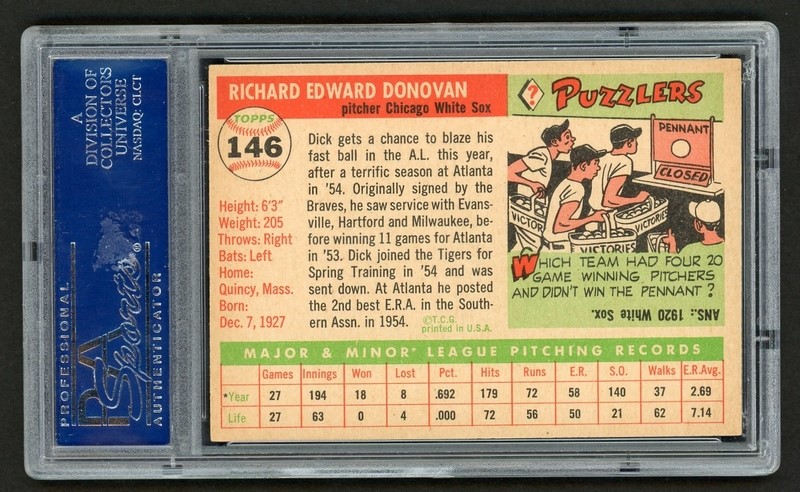 A
DIVISION OF
COLLECTORS
UNIVERSE
NASDAQ: CLCT
PSA
Sports
PROFESSIONAL
AUTHENTICATOR
RICHARD EDWARD DONOVAN
pitcher Chicago White Sox
TOPPS
146
Height: 6'3"
Weight: 205
Throws: Right
Bats: Left
Home:
Quincy, Mass.
Born:
Dec. 7, 1927
Dick gets a chance to blaze his
fast ball in the A.L. this year,
after a terrific season at Atlanta
in '54. Originally signed by the
Braves, he saw service with Evans-
ville, Hartford and Milwaukee, be-
fore winning 11 games for Atlanta
in '53. Dick joined the Tigers for
Spring Training in '54 and was
sent down. At Atlanta he posted
the 2nd best E.R.A. in the South-
ern Assn. in 1954.
©T.C.G.
printed in U.S.A.
? PUZZLERS
PENNANT
CLOSED
VICTOR
VICTORIES
VICTORIES
WHICH TEAM HAD FOUR 20
GAME WINNING PITCHERS
AND DIDN'T WIN THE PENNANT?
ANS.: 1920 White Sox.
MAJOR & MINOR* LEAGUE PITCHING RECORDS
Games Innings Won Lost Pct. Hits Runs E.R. S.O. Walks E.R.Avg.
*Year 27 194 18 8 .692 179 72 58 140 37 2.69
Life 27 63 0 4 .000 72 56 50 21 62 7.14